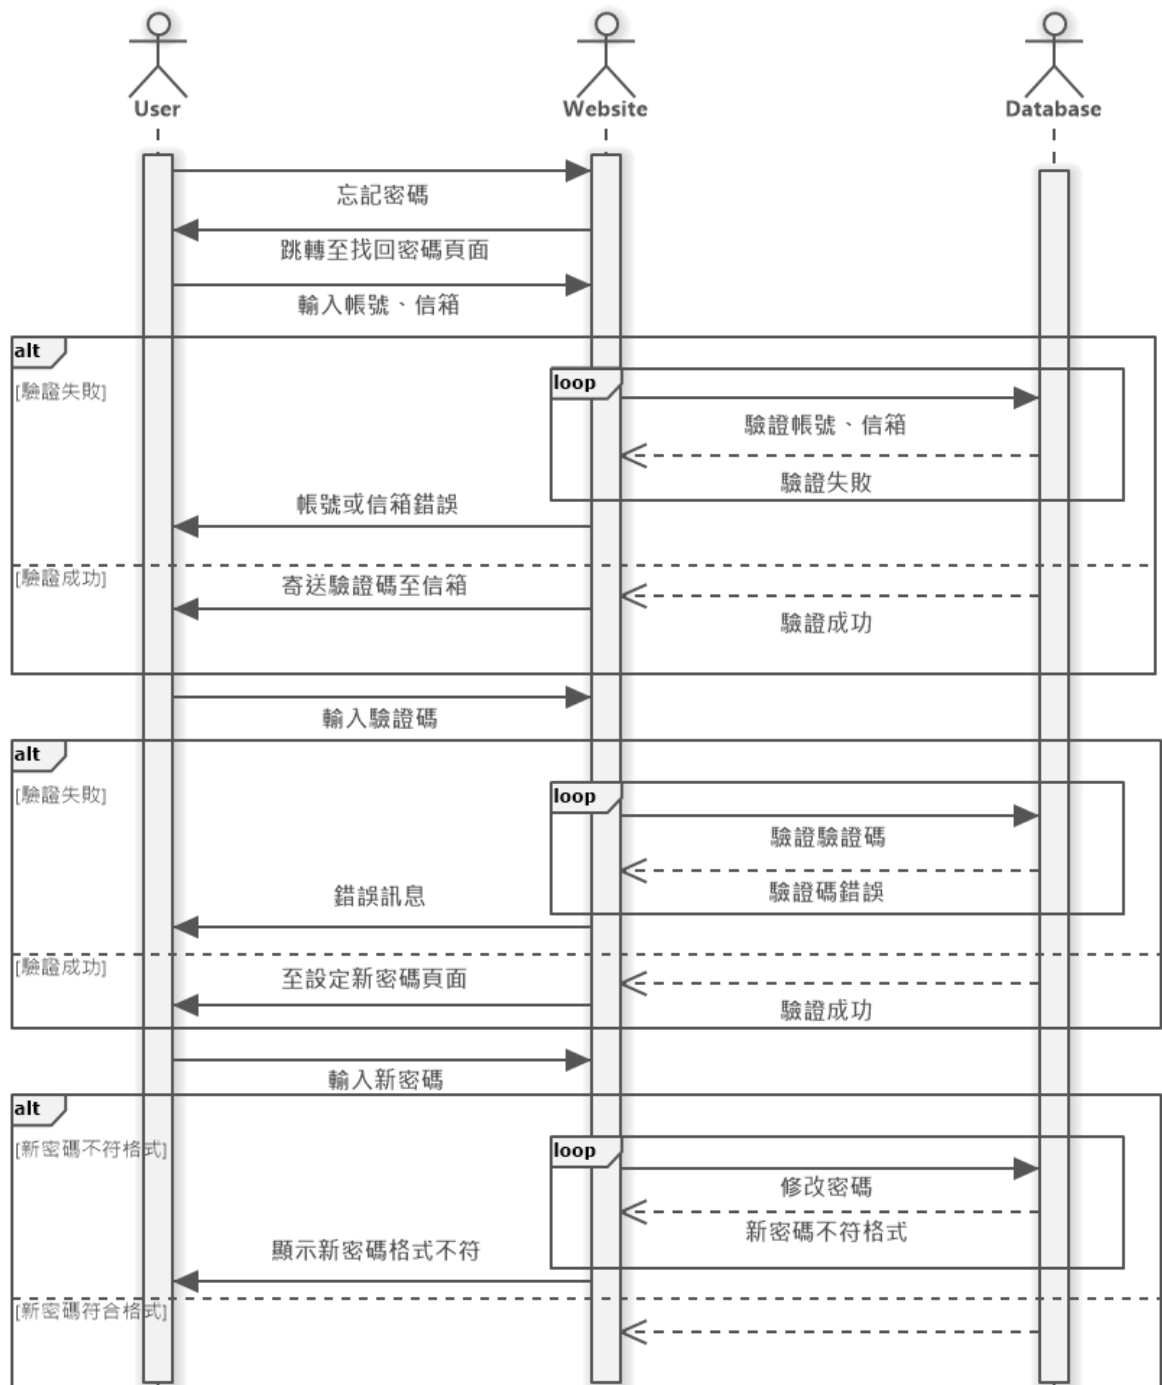 User
Website
Database
忘記密碼
跳轉至找回密碼頁面
輸入帳號、信箱
alt
[驗證失敗]
loop
驗證帳號、信箱
驗證失敗
帳號或信箱錯誤
[驗證成功]
寄送驗證碼至信箱
驗證成功
輸入驗證碼
alt
[驗證失敗]
loop
驗證驗證碼
驗證碼錯誤
錯誤訊息
[驗證成功]
至設定新密碼頁面
驗證成功
輸入新密碼
alt
[新密碼不符格式]
loop
修改密碼
新密碼不符格式
顯示新密碼格式不符
[新密碼符合格式]